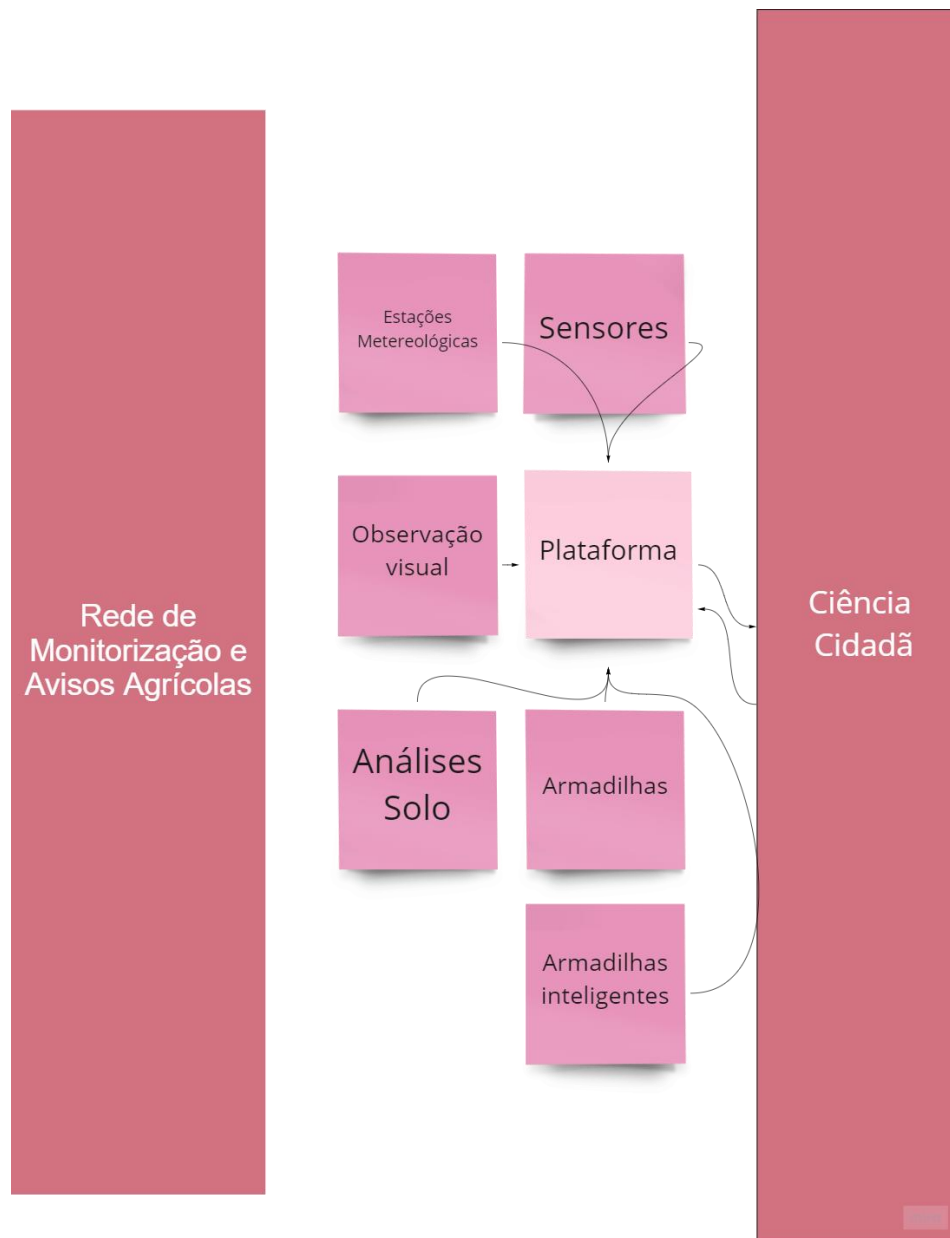 Rede de
Monitorização e
Avisos Agrícolas
Estações
Metereológicas
Sensores
Observação
visual
Plataforma
Análises
Solo
Armadilhas
Armadilhas
inteligentes
Ciência
Cidadã